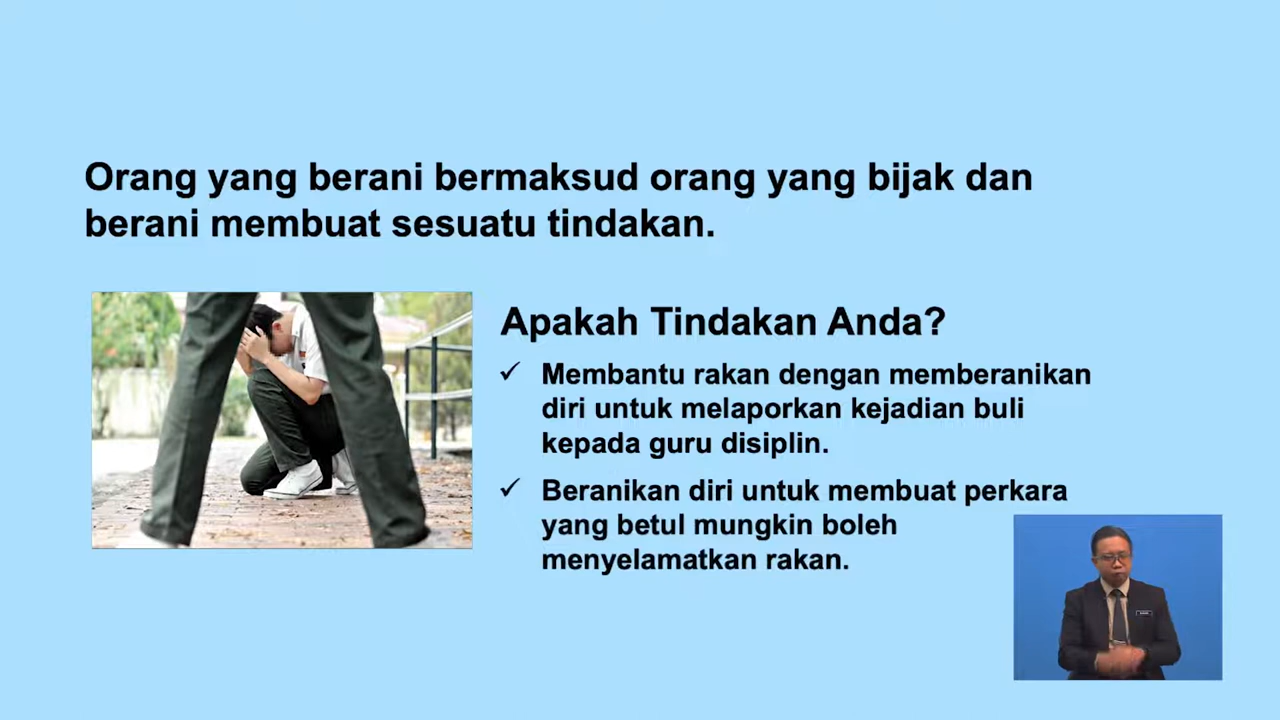 Orang yang berani bermaksud orang yang bijak dan
berani membuat sesuatu tindakan.
Apakah Tindakan Anda?
✓ Membantu rakan dengan memberanikan
diri untuk melaporkan kejadian buli
kepada guru disiplin.
✓ Beranikan diri untuk membuat perkara
yang betul mungkin boleh
menyelamatkan rakan.